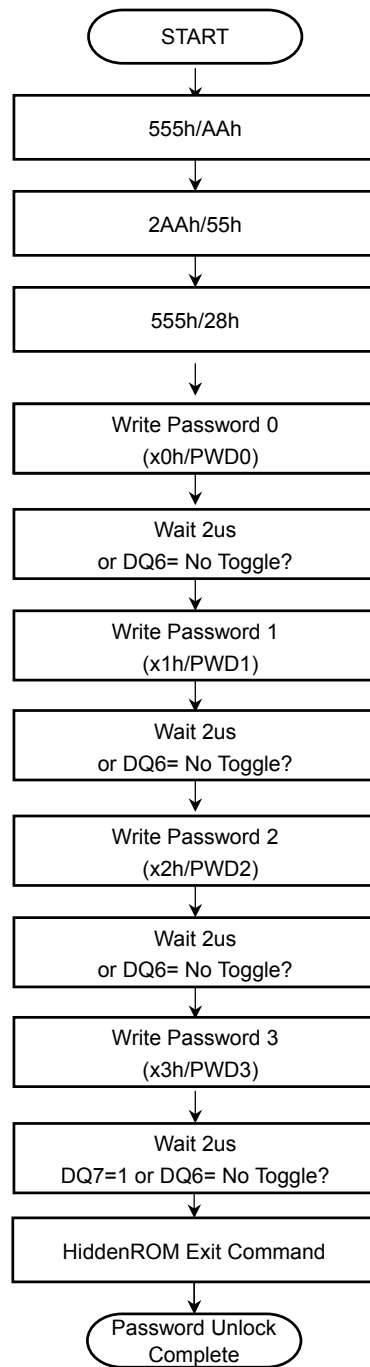 START
555h/AAh
2AAh/55h
555h/28h
Write Password 0
(x0h/PWD0)
Wait 2us
or DQ6= No Toggle?
Write Password 1
(x1h/PWD1)
Wait 2us
or DQ6= No Toggle?
Write Password 2
(x2h/PWD2)
Wait 2us
or DQ6= No Toggle?
Write Password 3
(x3h/PWD3)
Wait 2us
DQ7=1 or DQ6= No Toggle?
HiddenROM Exit Command
Password Unlock
Complete